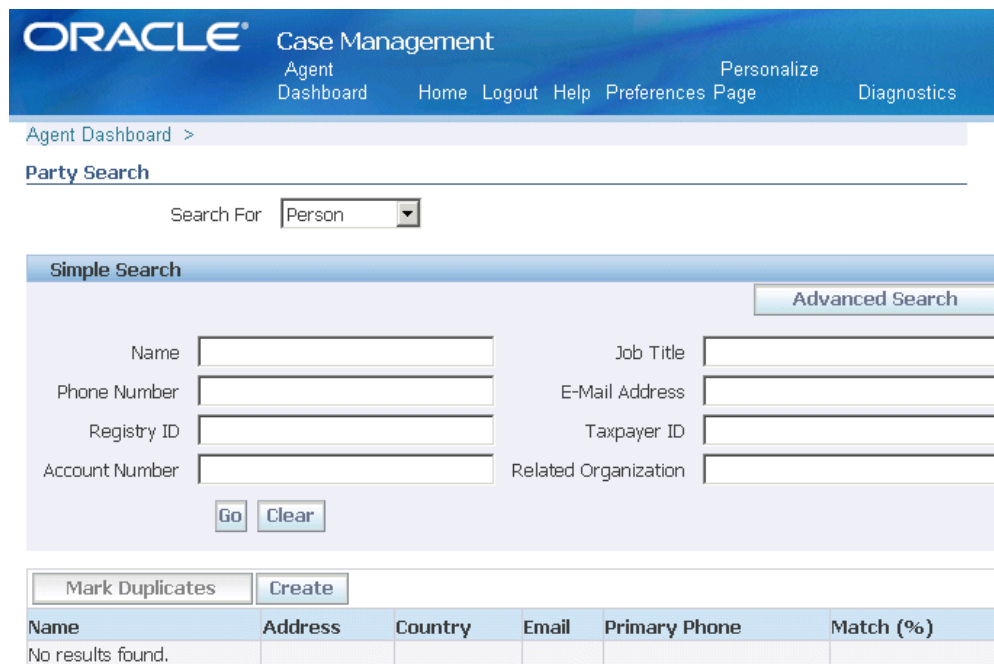 ORACLE® Case Management
Agent Dashboard Home Logout Help Preferences Personalize Page Diagnostics
Agent Dashboard >
Party Search
Search For Person
Simple Search
Advanced Search
Name Job Title
Phone Number E-Mail Address
Registry ID Taxpayer ID
Account Number Related Organization
Go Clear
Mark Duplicates Create
Name Address Country Email Primary Phone Match (%)
No results found.